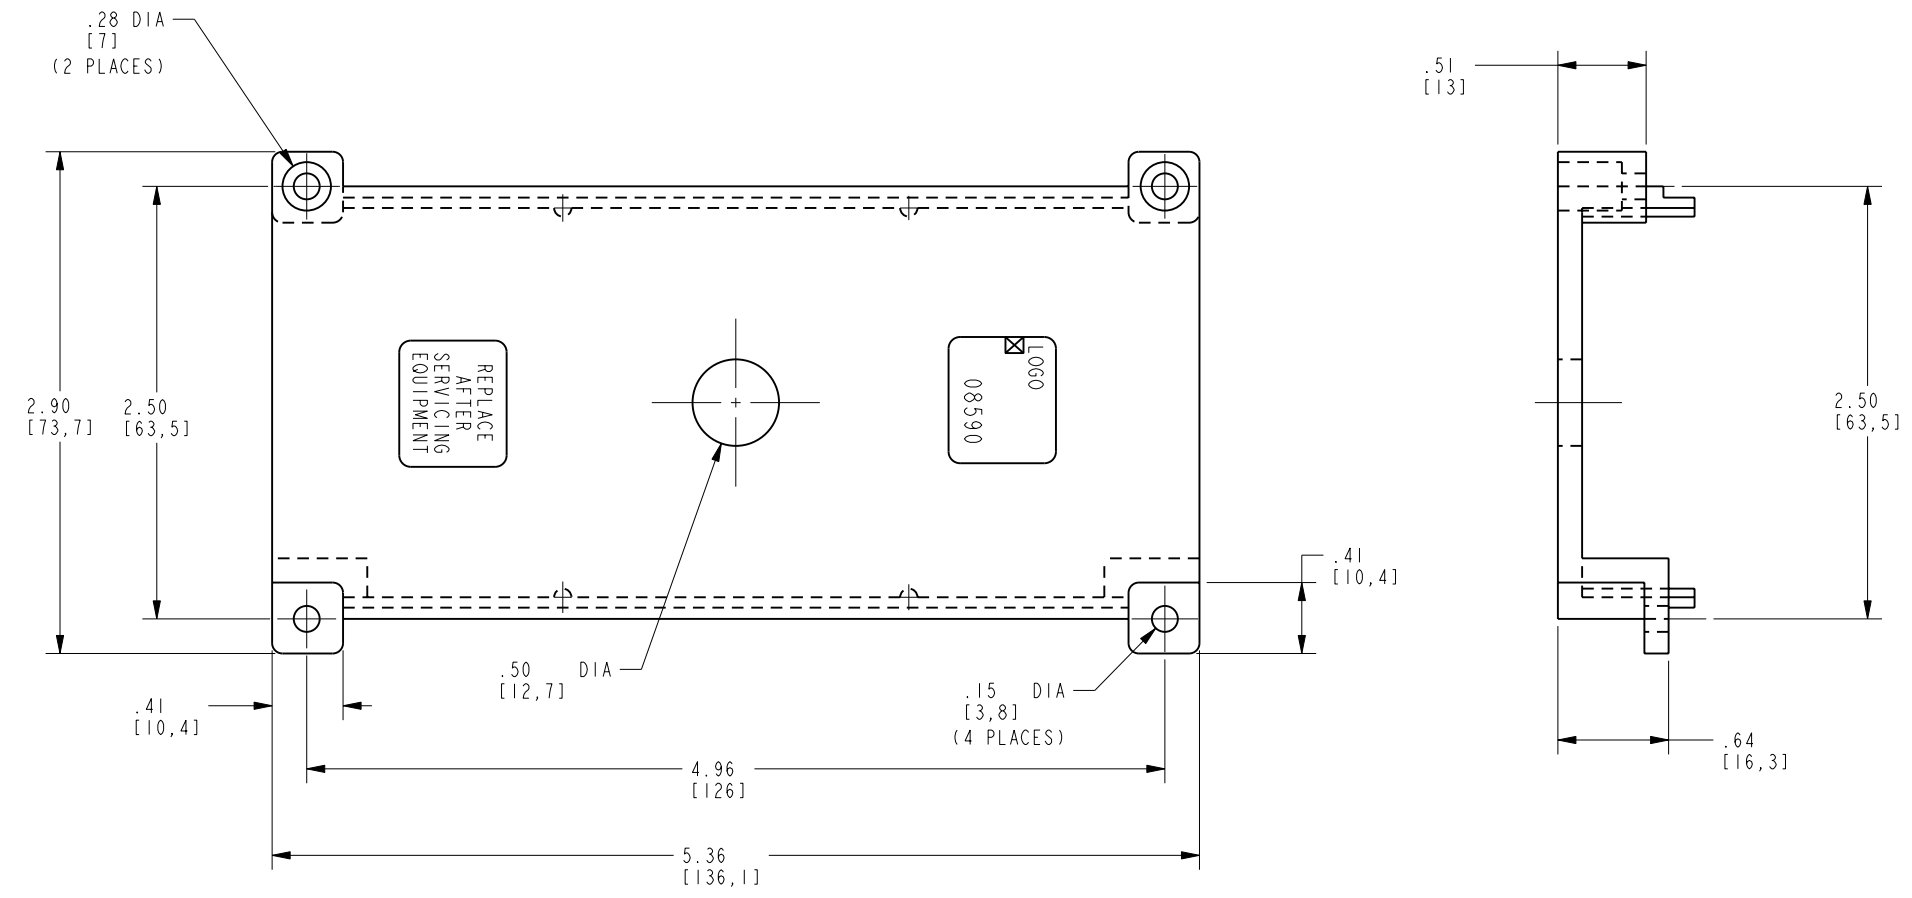 .28 DIA
[7]
(2 PLACES)
.51
[13]
2.90
[73,7]
2.50
[63,5]
REPLACE
AFTER
SERVICING
EQUIPMENT
LOGO
08590
2.50
[63,5]
.41
[10,4]
.50 DIA
[12,7]
.15 DIA
[3,8]
(4 PLACES)
.41
[10,4]
.64
[16,3]
4.96
[126]
5.36
[136,1]